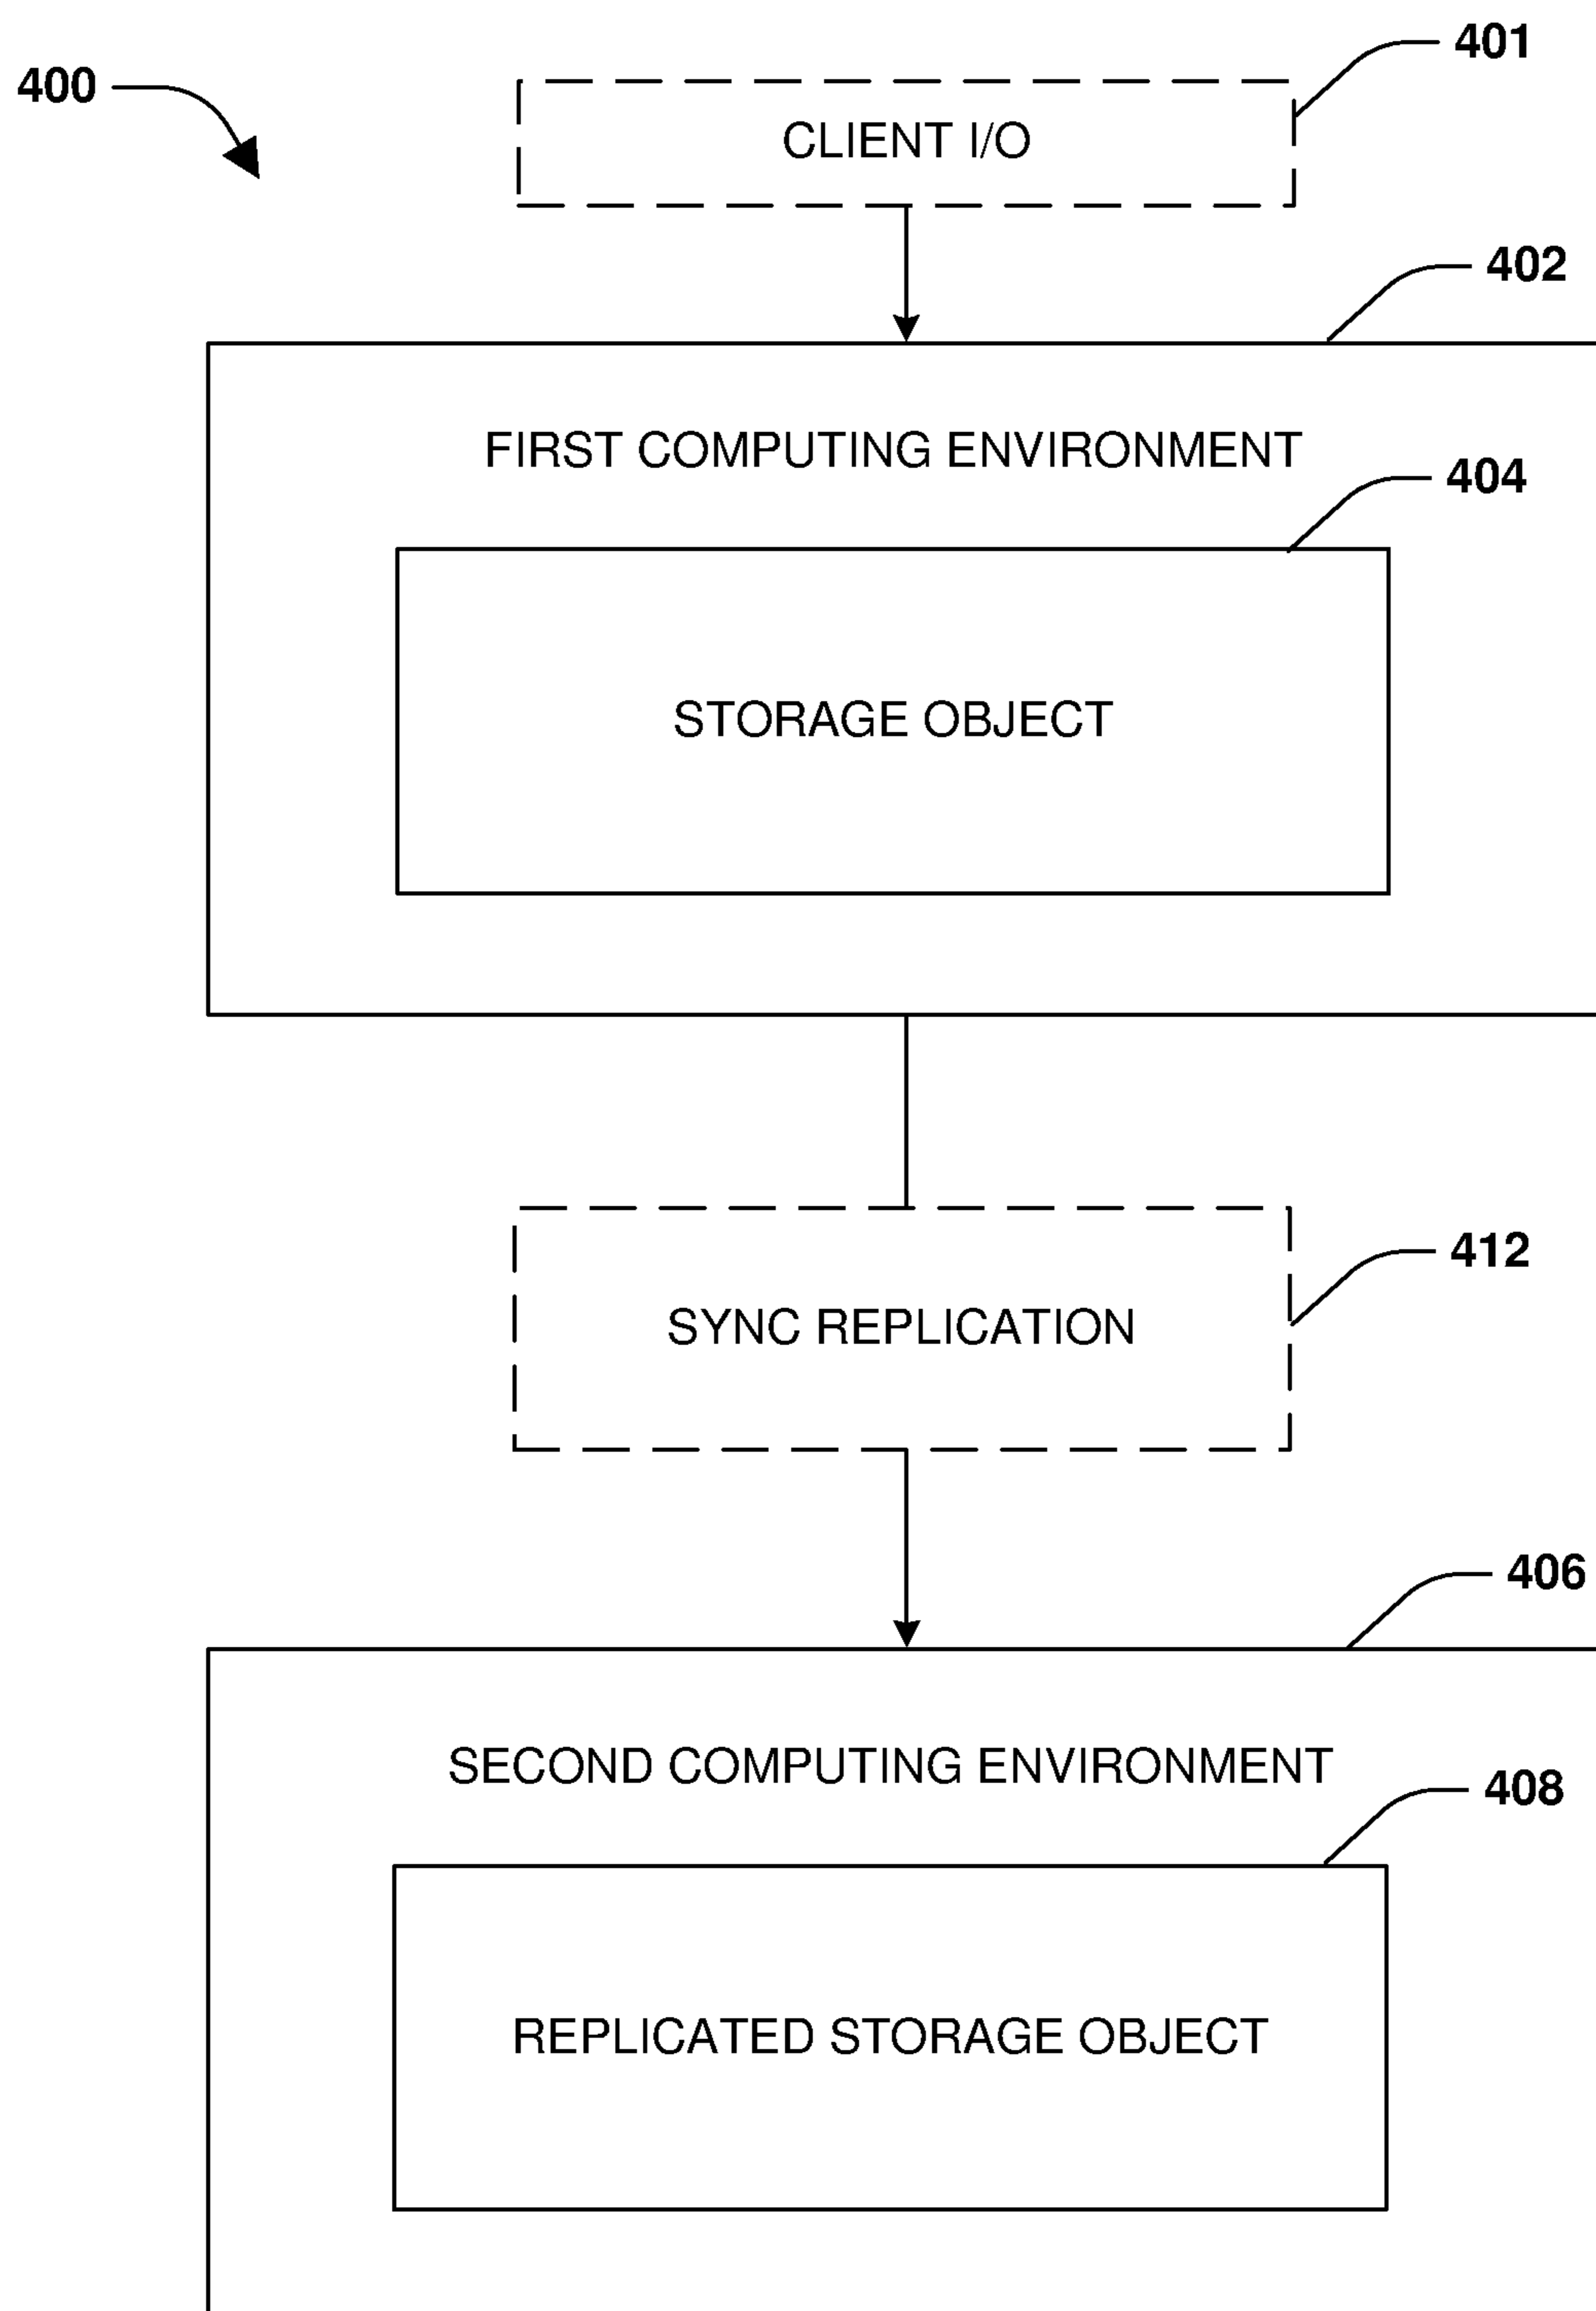 401
400
CLIENT I/O
402
FIRST COMPUTING ENVIRONMENT
404
STORAGE OBJECT
412
SYNC REPLICATION
406
SECOND COMPUTING ENVIRONMENT
408
REPLICATED STORAGE OBJECT